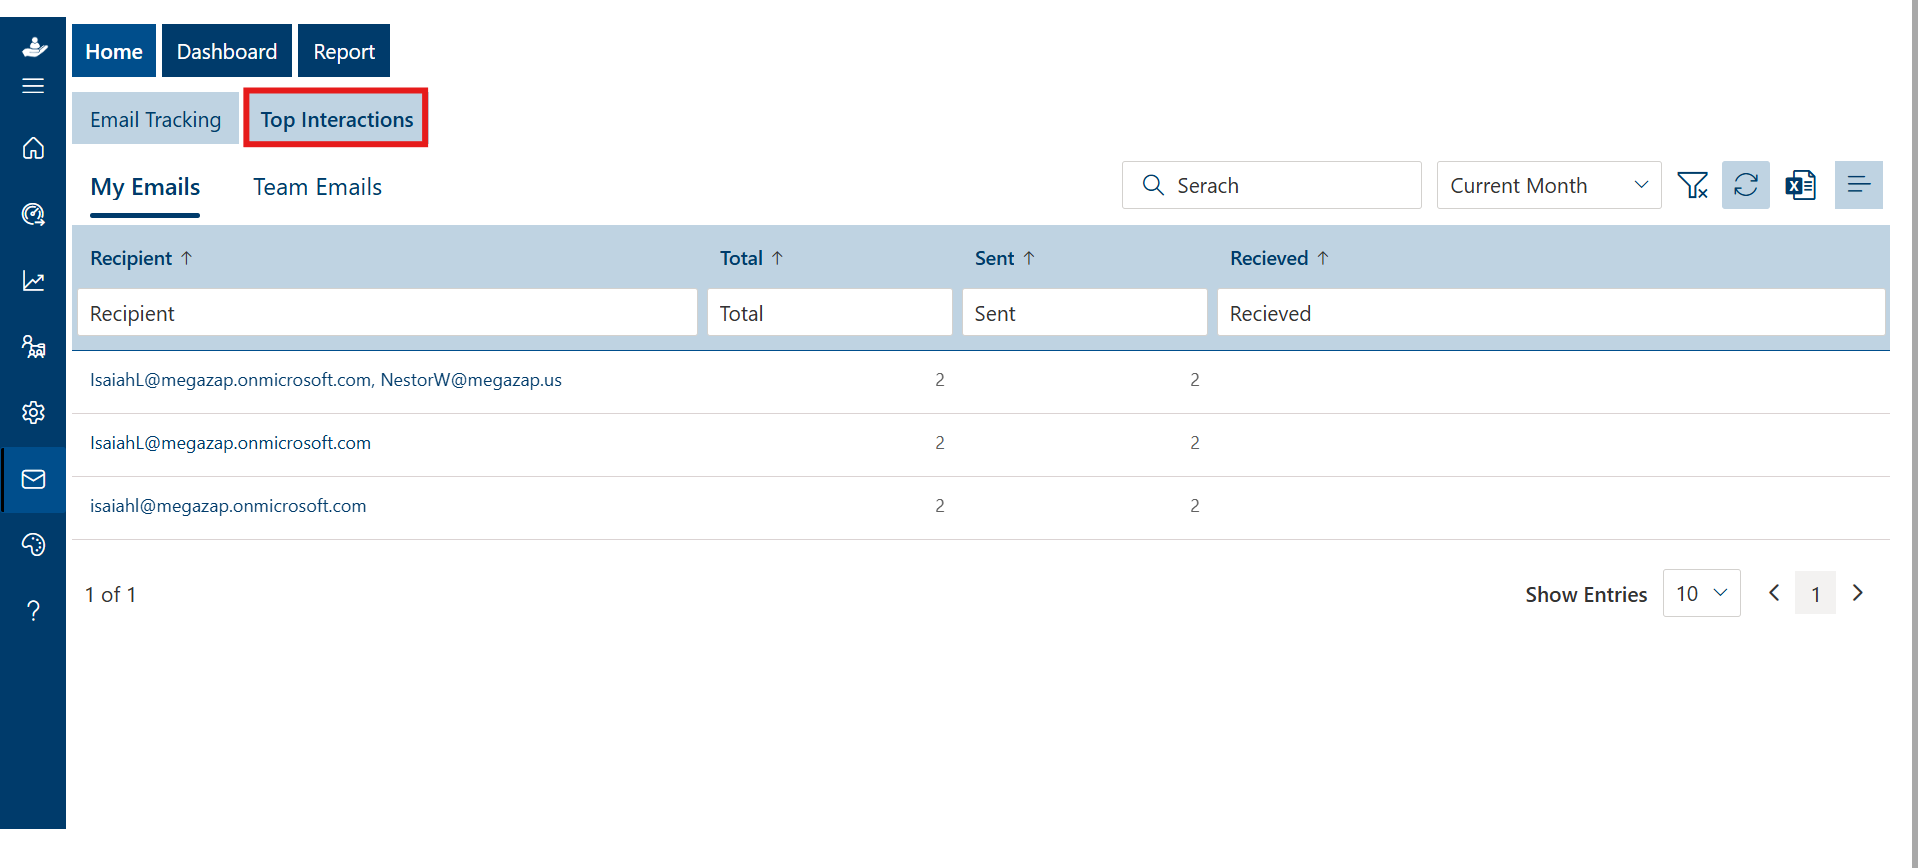 Home Dashboard Report
Email Tracking Top Interactions
My Emails Team Emails Serach Current Month
Recipient ↑ Total ↑ Sent ↑ Recieved ↑
Recipient Total Sent Recieved
IsaiahL@megazap.onmicrosoft.com, NestorW@megazap.us 2 2
IsaiahL@megazap.onmicrosoft.com 2 2
isaiahl@megazap.onmicrosoft.com 2 2
1 of 1 Show Entries 10 1